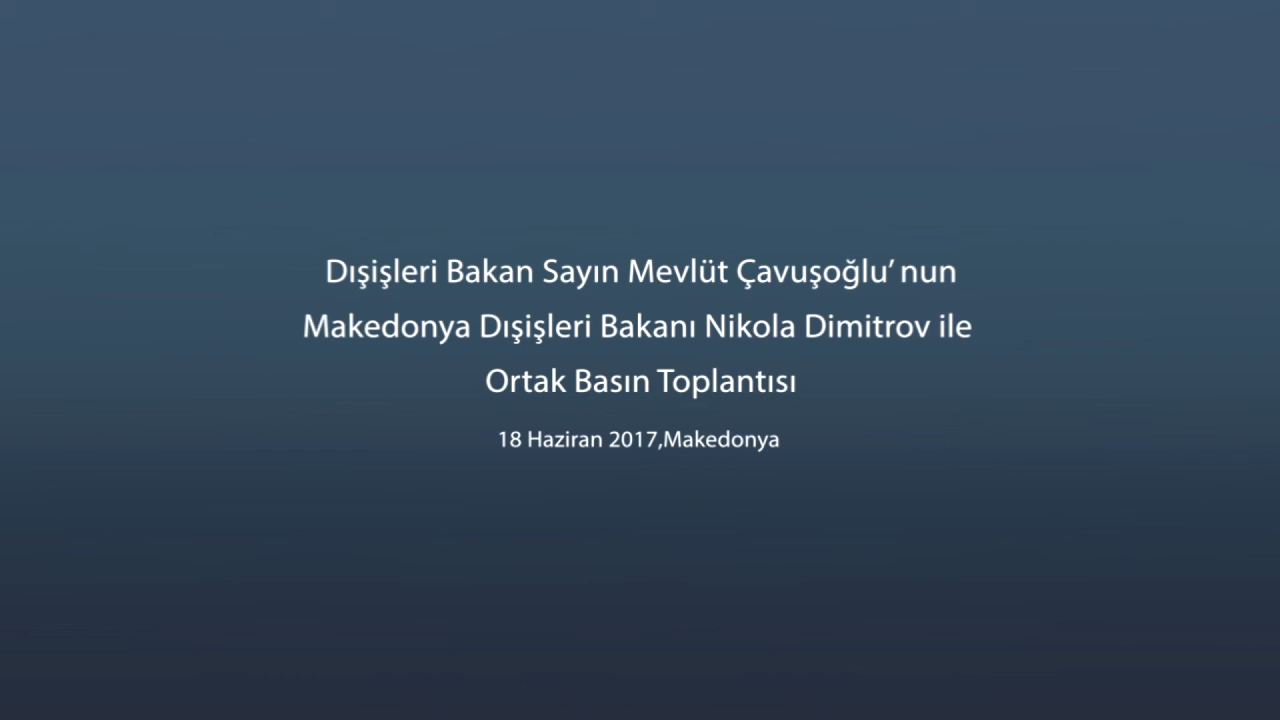 Dışişleri Bakan Sayın Mevlüt Çavuşoğlu’ nun
Makedonya Dışişleri Bakanı Nikola Dimitrov ile
Ortak Basın Toplantısı
18 Haziran 2017,Makedonya